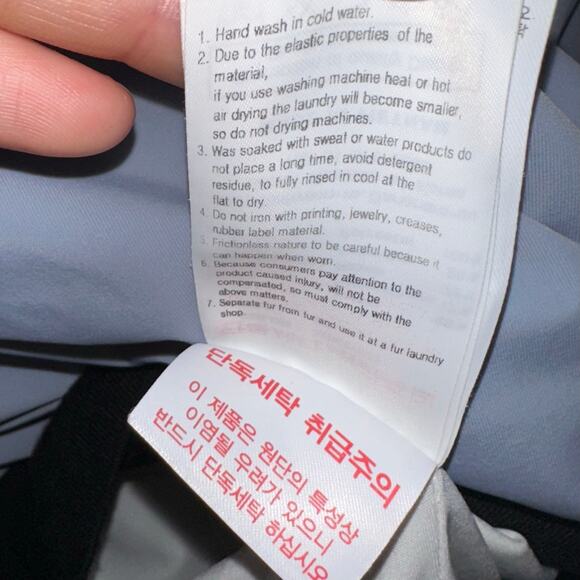 1. Hand wash in cold water.
2. Due to the elastic properties of the
material,
if you use washing machine heat or hot
air drying the laundry will become smaller,
so do not drying machines.
3. Was soaked with sweat or water products do
not place a long time, avoid detergent
residue, to fully rinsed in cool at the
flat to dry.
4. Do not iron with printing, jewelry, creases,
rubber label material.
5. Frictionless nature to be careful because it
can happen when worn.
6. Because consumers pay attention to the
product caused injury, will not be
compensated, so must comply with the
above matters.
7. Separate fur from fur and use it at a fur laundry
shop.
단독세탁 취급주의
이 제품은 원단의 특성상
이염될 우려가 있으니
반드시 단독세탁 하십시오